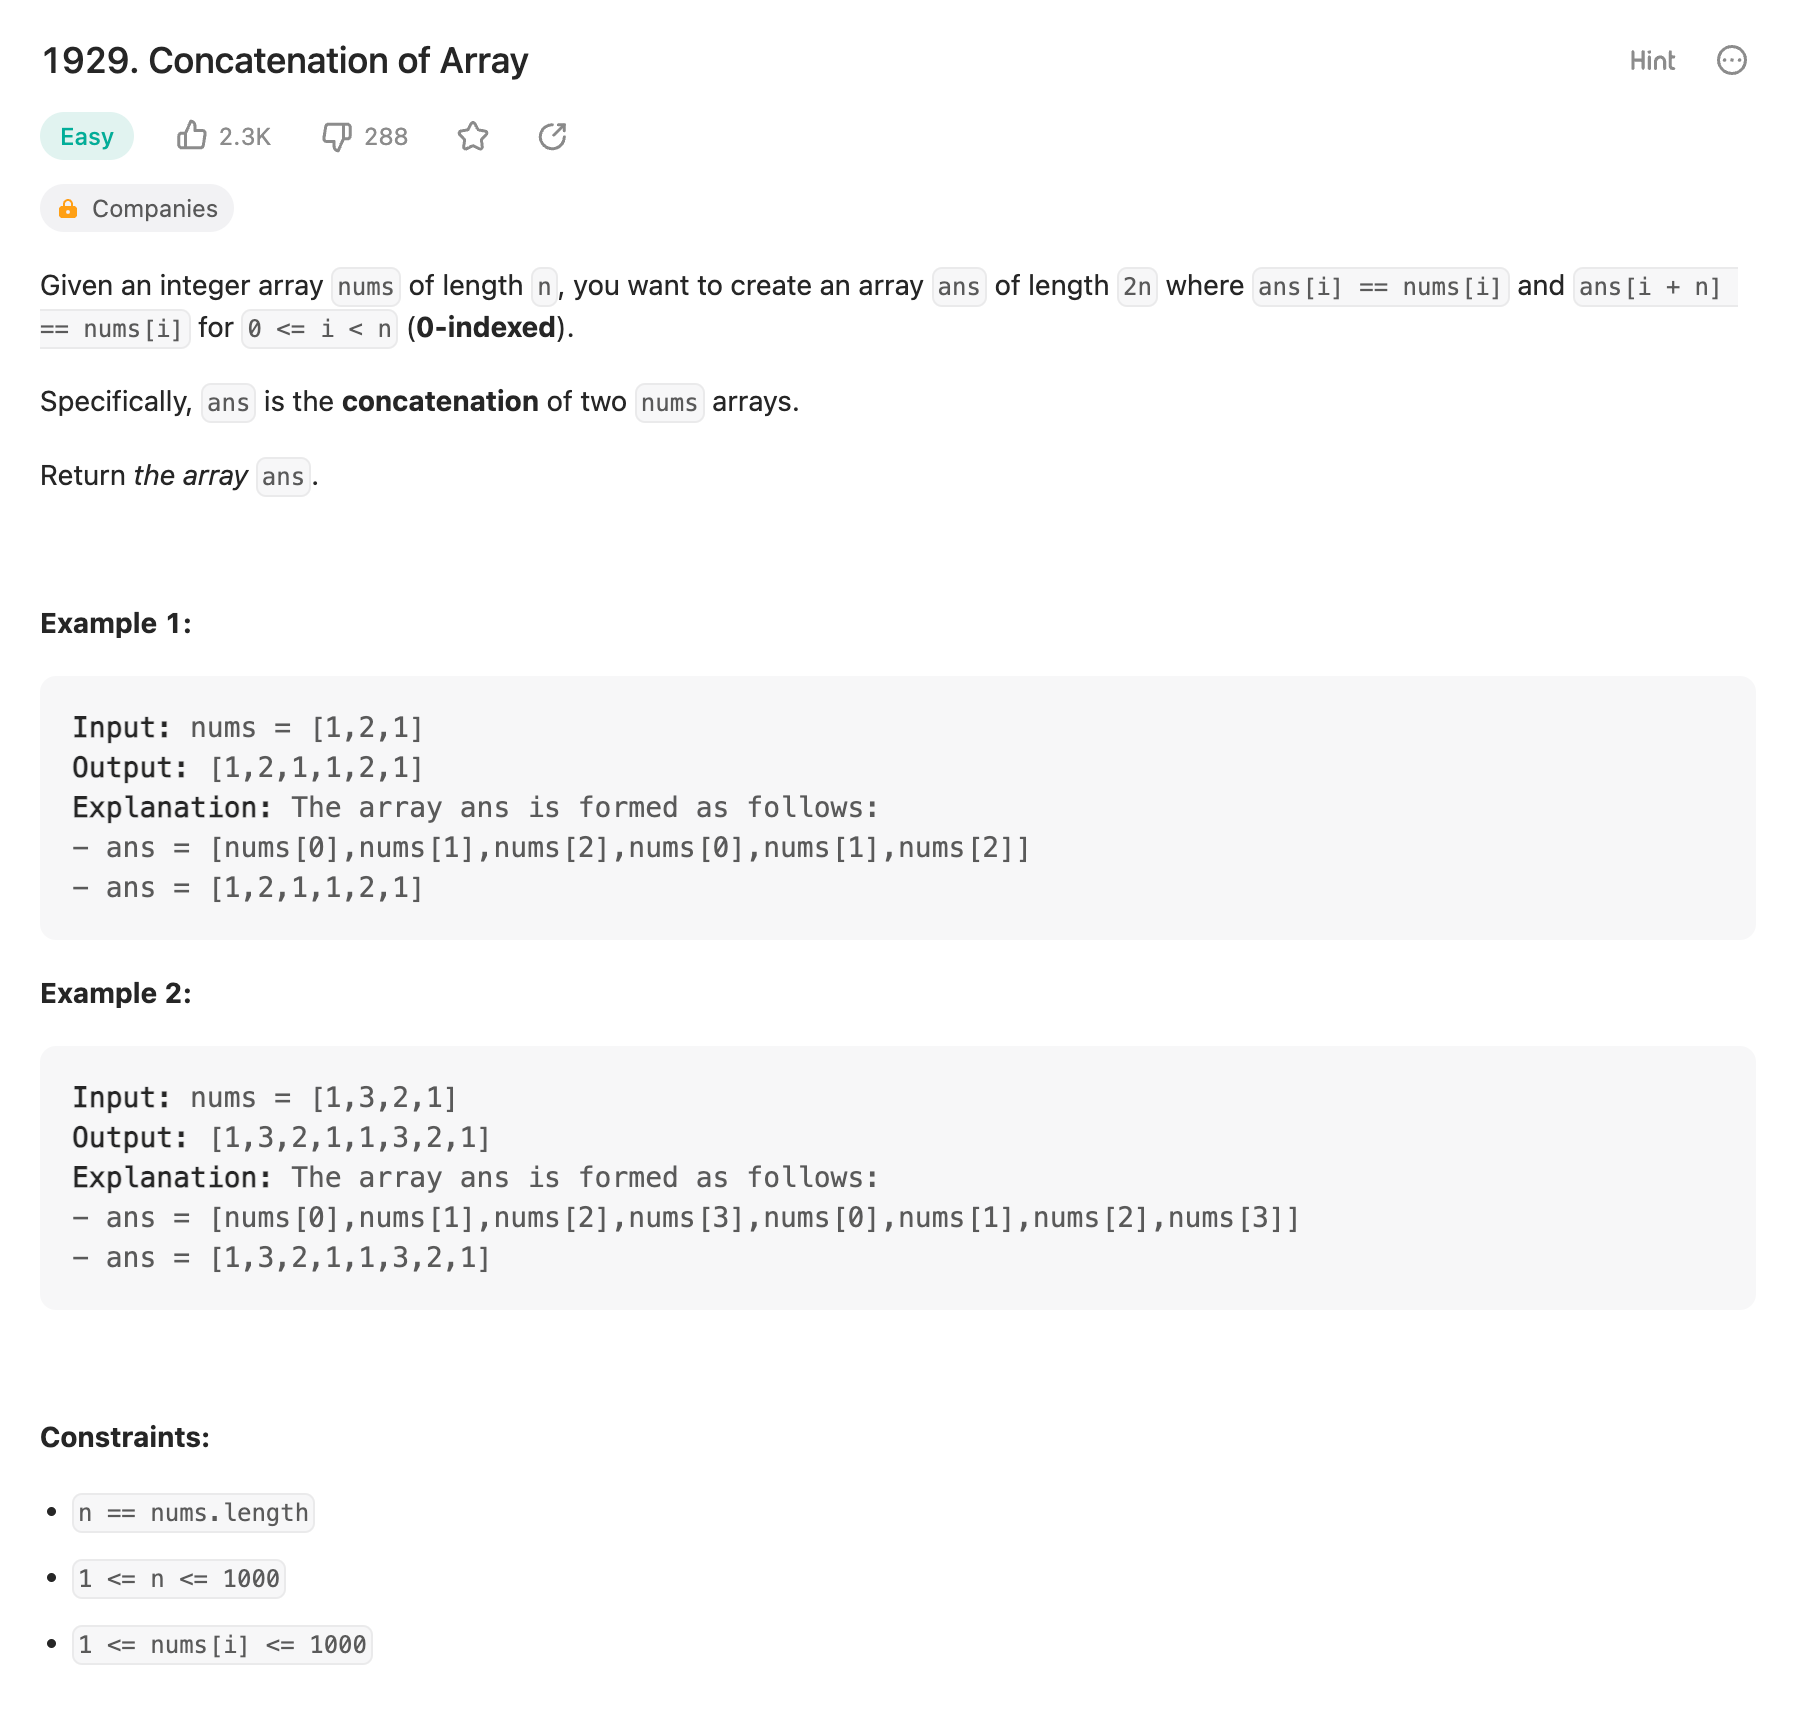 1929. Concatenation of Array
Hint
Easy 2.3K 288
Companies
Given an integer array nums of length n, you want to create an array ans of length 2n where ans[i] == nums[i] and ans[i + n]
== nums[i] for 0 <= i < n (0-indexed).
Specifically, ans is the concatenation of two nums arrays.
Return the array ans.
Example 1:
Input: nums = [1,2,1]
Output: [1,2,1,1,2,1]
Explanation: The array ans is formed as follows:
- ans = [nums[0],nums[1],nums[2],nums[0],nums[1],nums[2]]
- ans = [1,2,1,1,2,1]
Example 2:
Input: nums = [1,3,2,1]
Output: [1,3,2,1,1,3,2,1]
Explanation: The array ans is formed as follows:
- ans = [nums[0],nums[1],nums[2],nums[3],nums[0],nums[1],nums[2],nums[3]]
- ans = [1,3,2,1,1,3,2,1]
Constraints:
• n == nums.length
• 1 <= n <= 1000
• 1 <= nums[i] <= 1000